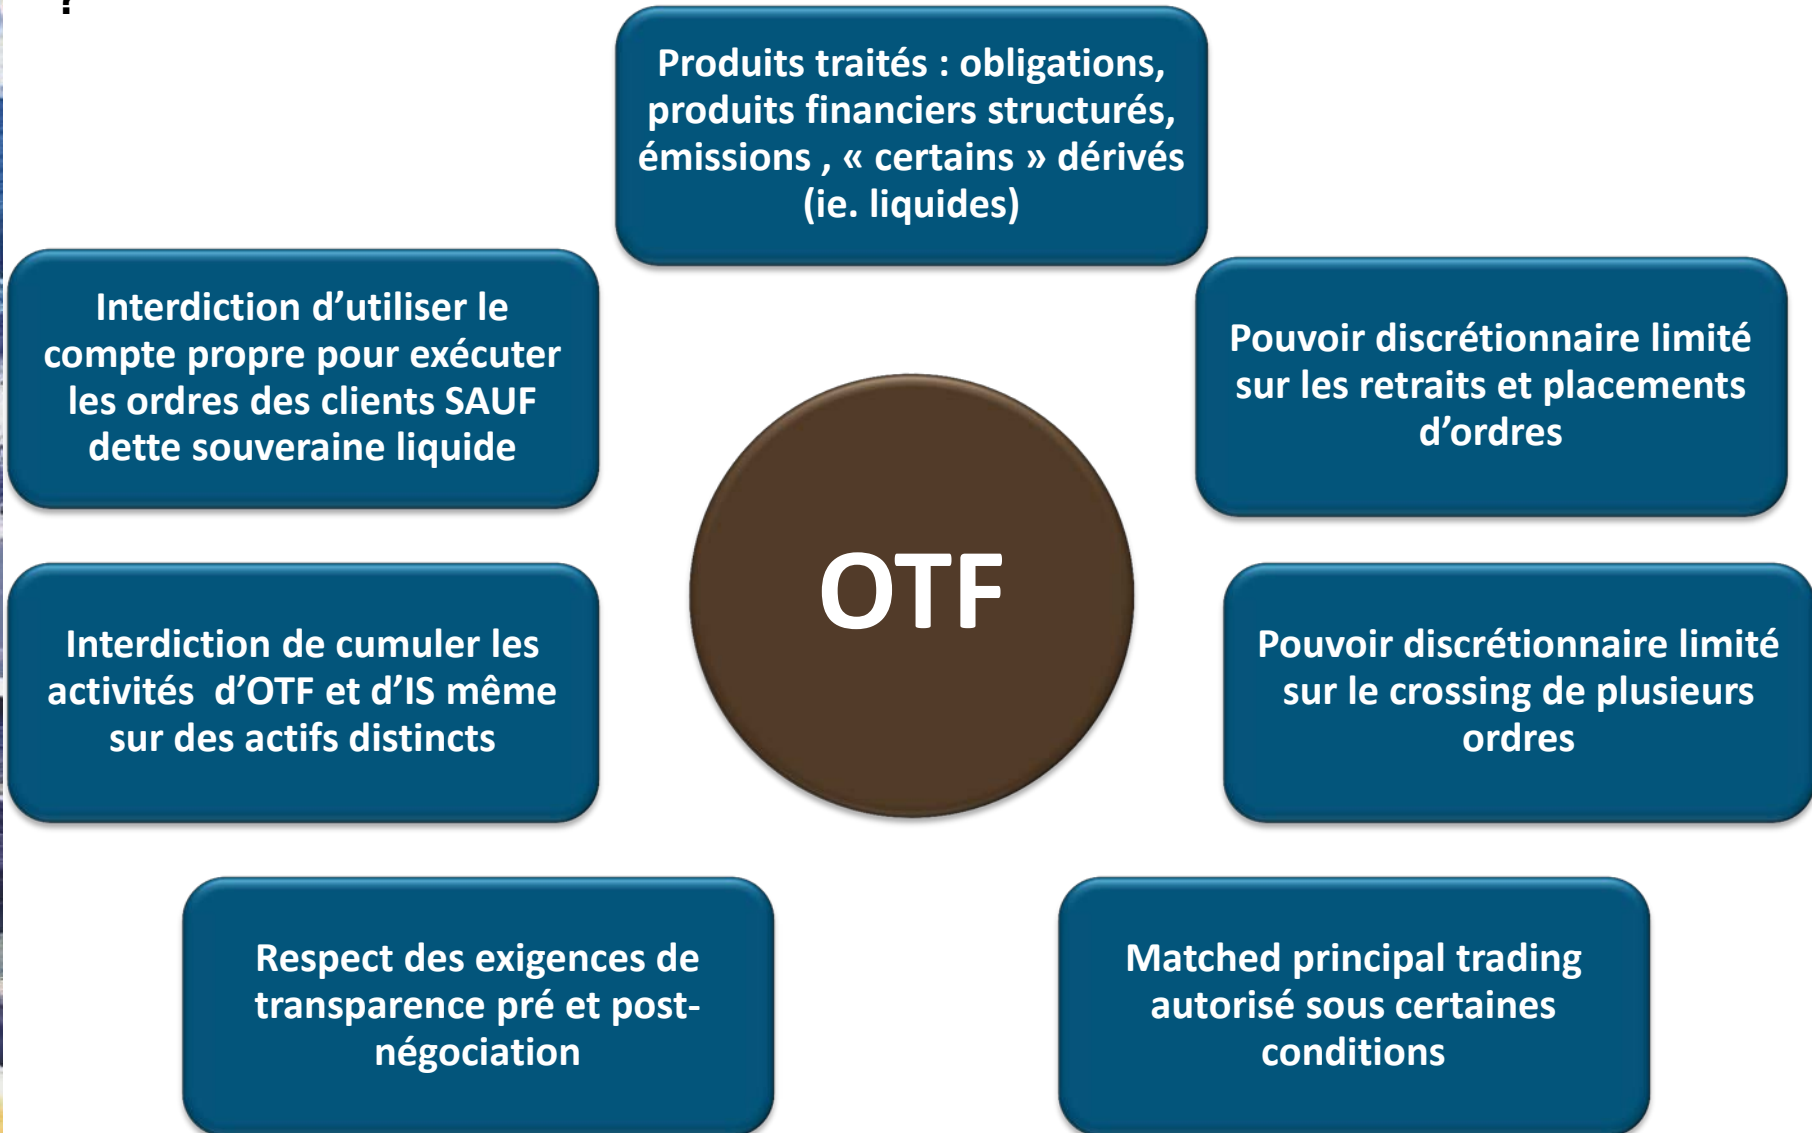 ?
Produits traités : obligations,
produits financiers structurés,
émissions , « certains » dérivés
(ie. liquides)
Interdiction d’utiliser le
compte propre pour exécuter
les ordres des clients SAUF
dette souveraine liquide
Pouvoir discrétionnaire limité
sur les retraits et placements
d’ordres
OTF
Interdiction de cumuler les
activités  d’OTF et d’IS même
sur des actifs distincts
Pouvoir discrétionnaire limité
sur le crossing de plusieurs
ordres
Respect des exigences de
transparence pré et post-
négociation
Matched principal trading
autorisé sous certaines
conditions